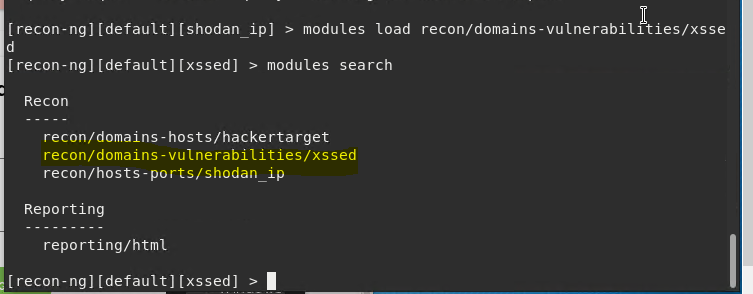 [recon-ng][default][shodan_ip] > modules load recon/domains-vulnerabilities/xsse
d
[recon-ng][default][xssed] > modules search
Recon
-----
recon/domains-hosts/hackertarget
recon/domains-vulnerabilities/xssed
recon/hosts-ports/shodan_ip
Reporting
---------
reporting/html
[recon-ng][default][xssed] >